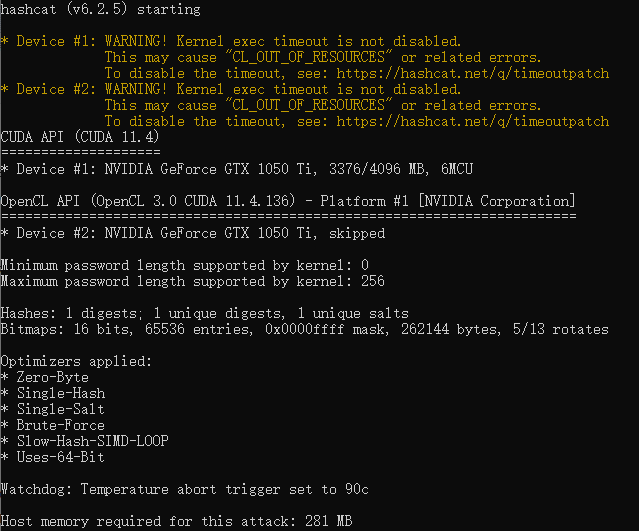 hashcat (v6.2.5) starting
* Device #1: WARNING! Kernel exec timeout is not disabled.
This may cause "CL_OUT_OF_RESOURCES" or related errors.
To disable the timeout, see: https://hashcat.net/q/timeoutpatch
* Device #2: WARNING! Kernel exec timeout is not disabled.
This may cause "CL_OUT_OF_RESOURCES" or related errors.
To disable the timeout, see: https://hashcat.net/q/timeoutpatch
CUDA API (CUDA 11.4)
====================
* Device #1: NVIDIA GeForce GTX 1050 Ti, 3376/4096 MB, 6MCU
OpenCL API (OpenCL 3.0 CUDA 11.4.136) - Platform #1 [NVIDIA Corporation]
========================================================================
* Device #2: NVIDIA GeForce GTX 1050 Ti, skipped
Minimum password length supported by kernel: 0
Maximum password length supported by kernel: 256
Hashes: 1 digests; 1 unique digests, 1 unique salts
Bitmaps: 16 bits, 65536 entries, 0x0000ffff mask, 262144 bytes, 5/13 rotates
Optimizers applied:
* Zero-Byte
* Single-Hash
* Single-Salt
* Brute-Force
* Slow-Hash-SIMD-LOOP
* Uses-64-Bit
Watchdog: Temperature abort trigger set to 90c
Host memory required for this attack: 281 MB